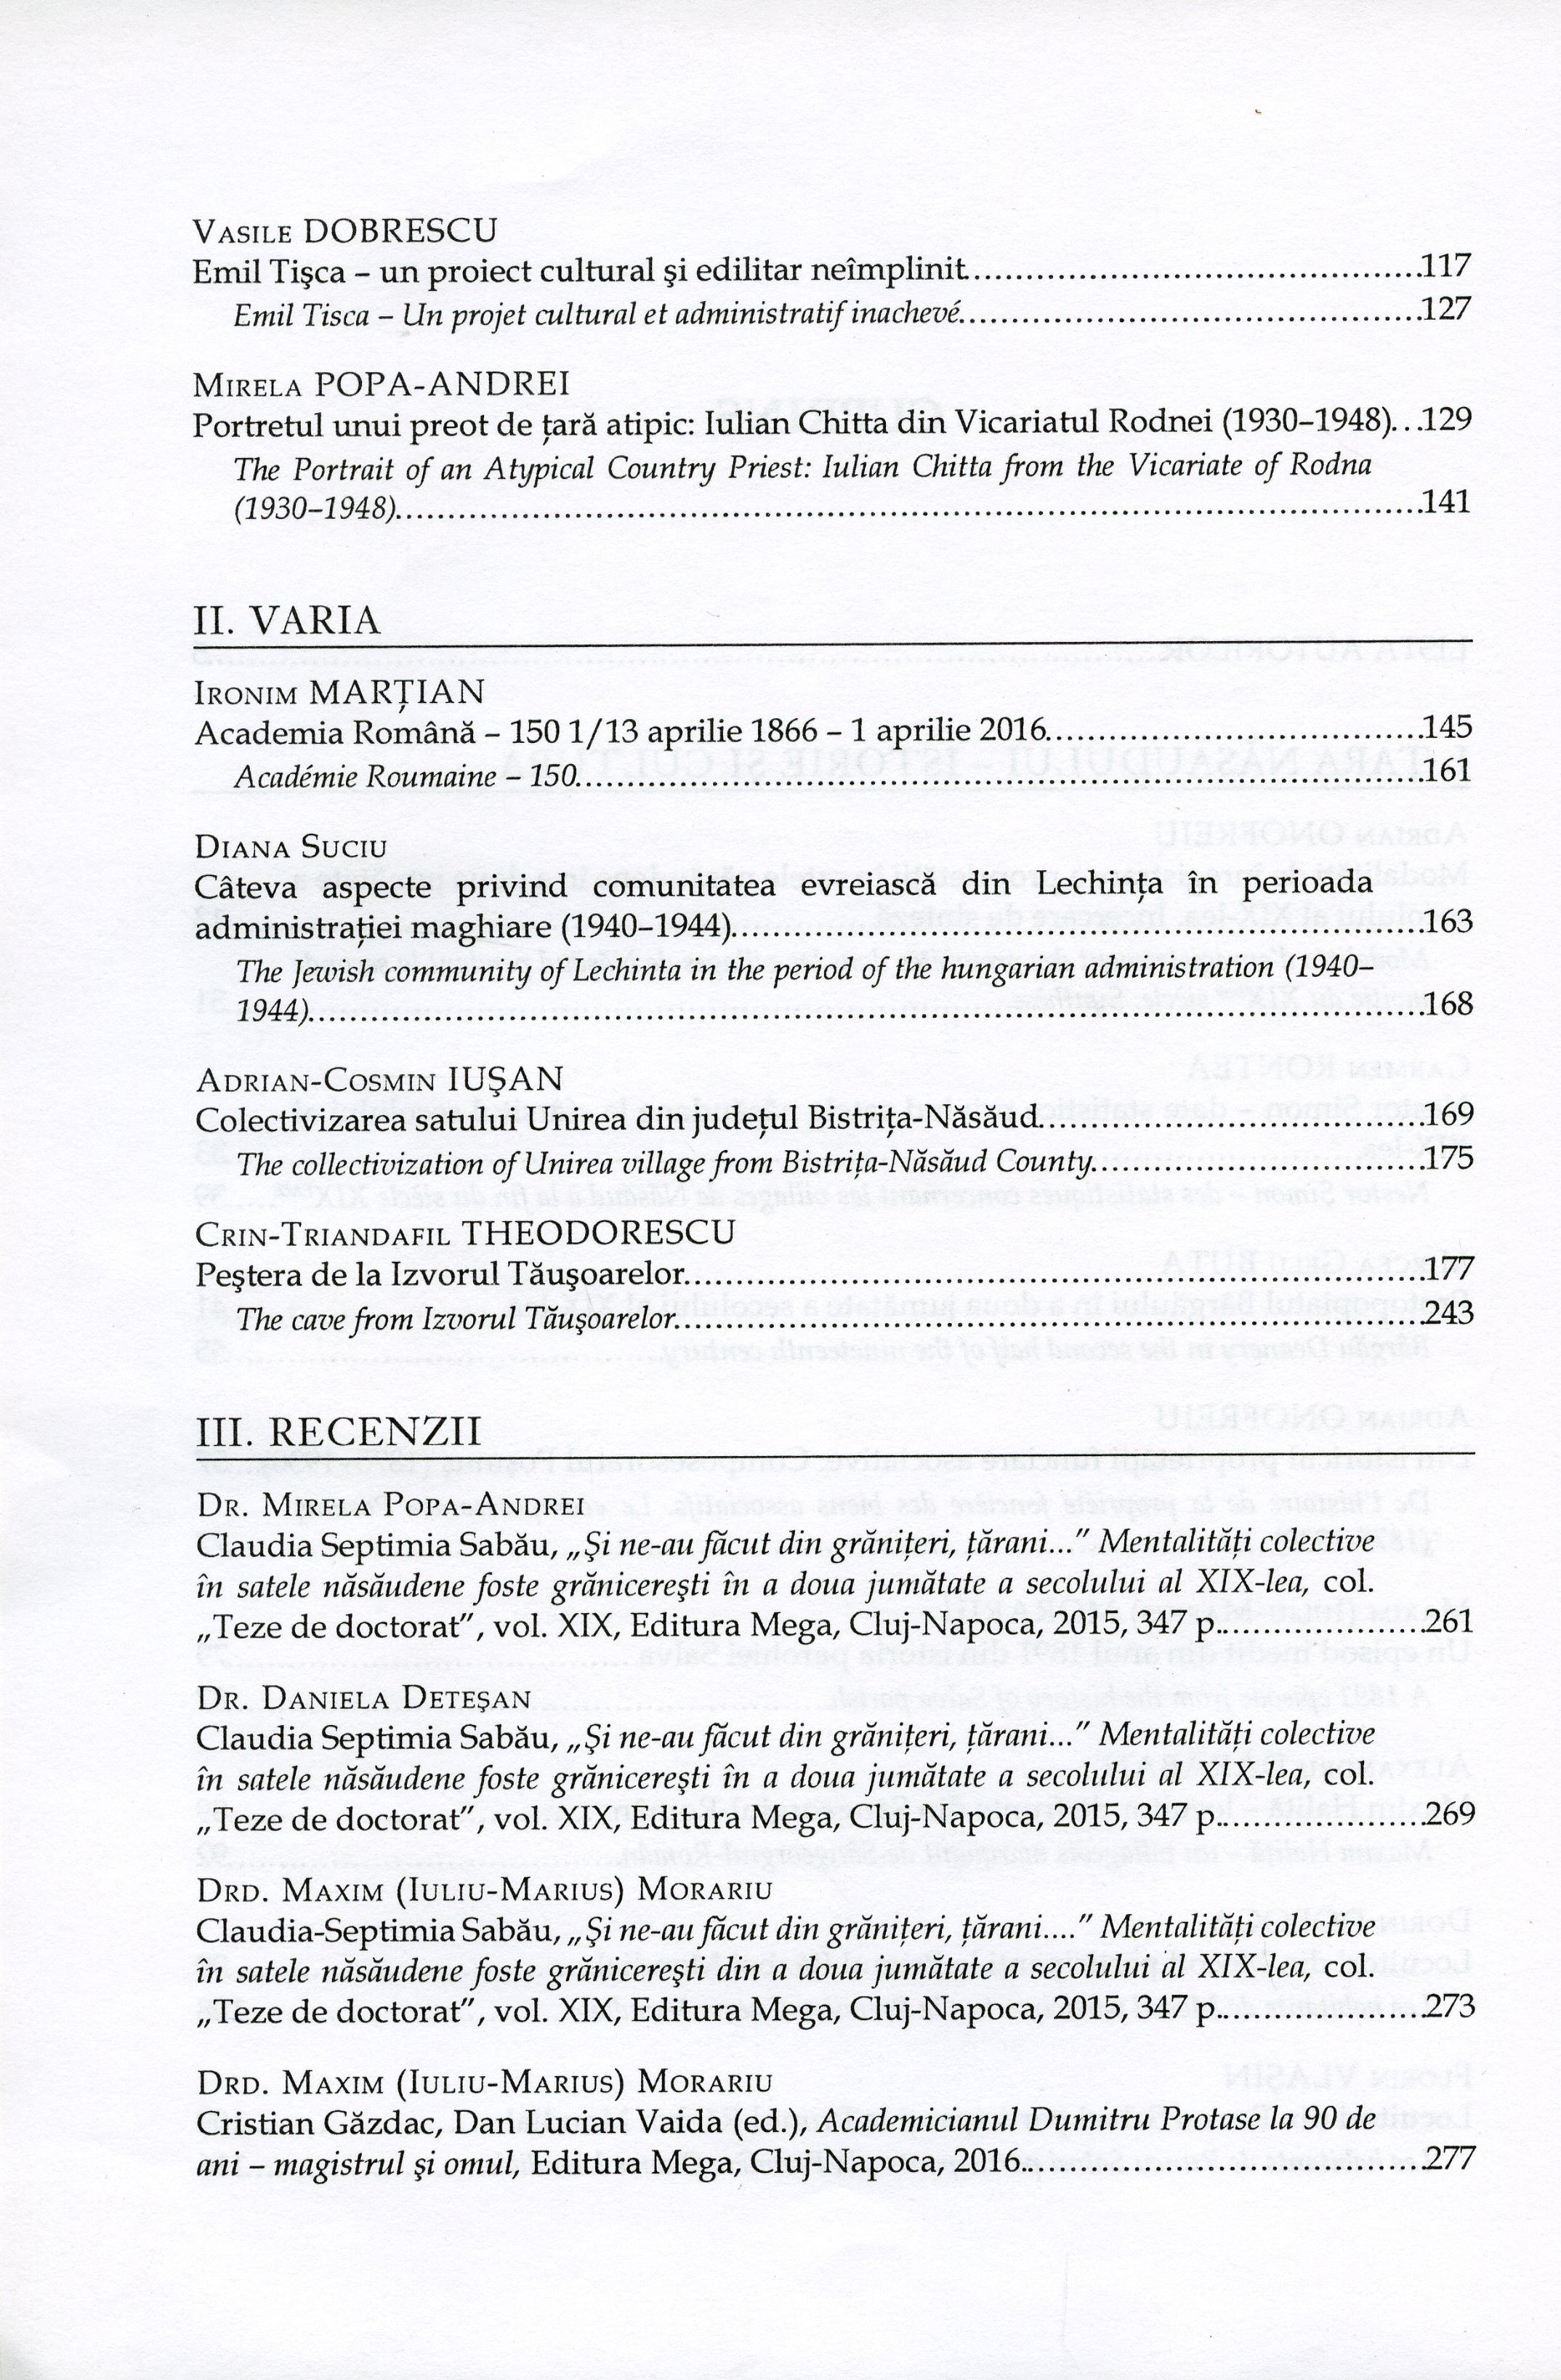 VASILE DOBRESCU
Emil Tişca – un proiect cultural şi edilitar neîmplinit.............................................117
Emil Tisca – Un projet cultural et administratif inachevé.............................................127
MIRELA POPA-ANDREI
Portretul unui preot de ţară atipic: Iulian Chitta din Vicariatul Rodnei (1930–1948)...129
The Portrait of an Atypical Country Priest: Iulian Chitta from the Vicariate of Rodna
(1930–1948).............................................141
II. VARIA
IRONIM MARŢIAN
Academia Română – 150 1/13 aprilie 1866 – 1 aprilie 2016.............................................145
Académie Roumaine – 150.............................................161
DIANA SUCIU
Câteva aspecte privind comunitatea evreiască din Lechinţa în perioada
administraţiei maghiare (1940–1944).............................................163
The Jewish community of Lechinta in the period of the hungarian administration (1940–
1944).............................................168
ADRIAN-COSMIN IUŞAN
Colectivizarea satului Unirea din judeţul Bistriţa-Năsăud.............................................169
The collectivization of Unirea village from Bistriţa-Năsăud County.............................................175
CRIN-TRIANDAFIL THEODORESCU
Peştera de la Izvorul Tăuşoarelor.............................................177
The cave from Izvorul Tăuşoarelor.............................................243
III. RECENZII
DR. MIRELA POPA-ANDREI
Claudia Septimia Sabău, „Şi ne-au făcut din grăniţeri, ţărani...” Mentalităţi colective
în satele năsăudene foste grănicereşti în a doua jumătate a secolului al XIX-lea, col.
„Teze de doctorat”, vol. XIX, Editura Mega, Cluj-Napoca, 2015, 347 p.....................261
DR. DANIELA DETEŞAN
Claudia Septimia Sabău, „Şi ne-au făcut din grăniţeri, ţărani...” Mentalităţi colective
în satele năsăudene foste grănicereşti în a doua jumătate a secolului al XIX-lea, col.
„Teze de doctorat”, vol. XIX, Editura Mega, Cluj-Napoca, 2015, 347 p.....................269
DRD. MAXIM (IULIU-MARIUS) MORARIU
Claudia-Septimia Sabău, „Şi ne-au făcut din grăniţeri, ţărani....” Mentalităţi colective
în satele năsăudene foste grănicereşti din a doua jumătate a secolului al XIX-lea, col.
„Teze de doctorat”, vol. XIX, Editura Mega, Cluj-Napoca, 2015, 347 p.....................273
DRD. MAXIM (IULIU-MARIUS) MORARIU
Cristian Găzdac, Dan Lucian Vaida (ed.), Academicianul Dumitru Protase la 90 de
ani – magistrul şi omul, Editura Mega, Cluj-Napoca, 2016.............................................277